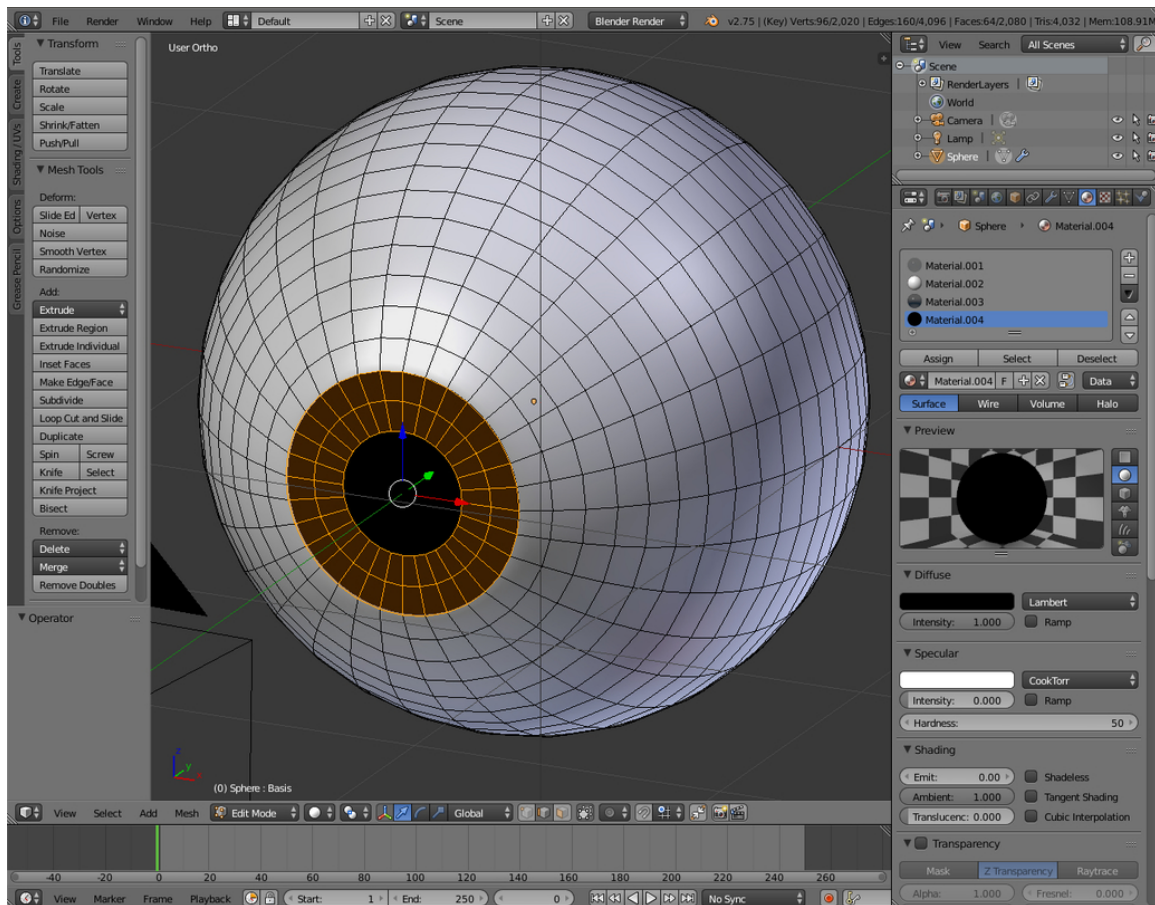 File Render Window Help Default Scene Blender Render v2.75 | (Key) Verts:96/2,020 | Edges:160/4,096 | Faces:64/2,080 | Tris:4,032 | Mem:108.91M
Tools
Create
Shading / UVs
Options
Grease Pencil
Transform
Translate
Rotate
Scale
Shrink/Fatten
Push/Pull
Mesh Tools
Deform:
Slide Ed Vertex
Noise
Smooth Vertex
Randomize
Add:
Extrude
Extrude Region
Extrude Individual
Inset Faces
Make Edge/Face
Subdivide
Loop Cut and Slide
Duplicate
Spin Screw
Knife Select
Knife Project
Bisect
Remove:
Delete
Merge
Remove Doubles
Operator
User Ortho
z
y
x
(0) Sphere : Basis
View Select Add Mesh Edit Mode Global
-40 -20 0 20 40 60 80 100 120 140 160 180 200 220 240 260
View Marker Frame Playback Start: 1 End: 250 0 No Sync
View Search All Scenes
Scene
RenderLayers |
World
Camera |
Lamp |
Sphere |
Sphere Material.004
Material.001
Material.002
Material.003
Material.004
Assign Select Deselect
Material.004 F Data
Surface Wire Volume Halo
Preview
Diffuse
Lambert
Intensity: 1.000 Ramp
Specular
CookTorr
Intensity: 0.000 Ramp
Hardness: 50
Shading
Emit: 0.00 Shadeless
Ambient: 1.000 Tangent Shading
Translucenc: 0.000 Cubic Interpolation
Transparency
Mask Z Transparency Raytrace
Alpha: 1.000 Fresnel: 0.000